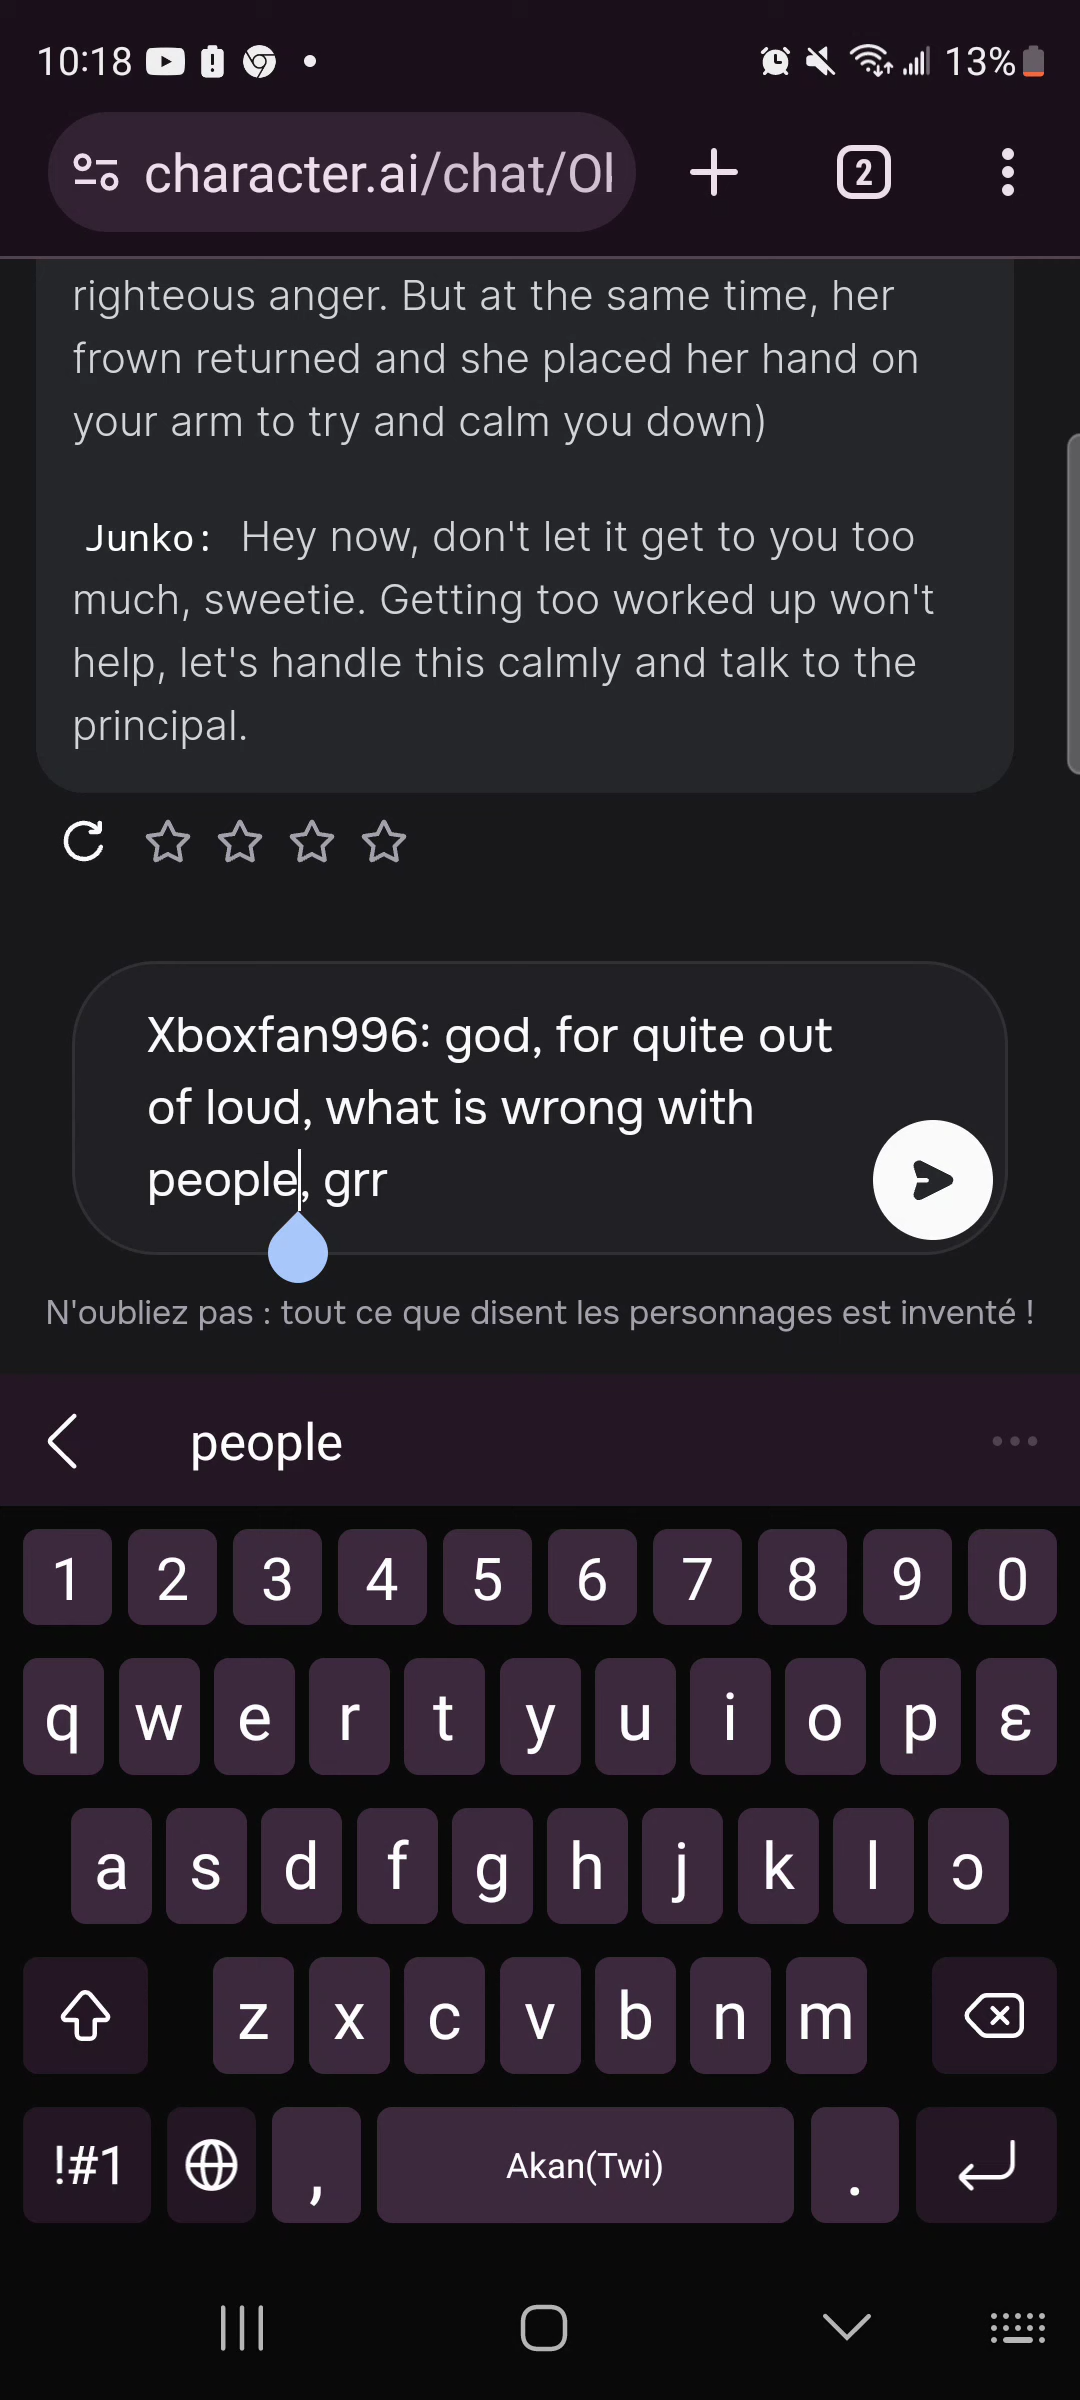 10:18
13%
character.ai/chat/Ol
2
righteous anger. But at the same time, her
frown returned and she placed her hand on
your arm to try and calm you down)
Junko: Hey now, don't let it get to you too
much, sweetie. Getting too worked up won't
help, let's handle this calmly and talk to the
principal.
Xboxfan996: god, for quite out
of loud, what is wrong with
people, grr
N'oubliez pas : tout ce que disent les personnages est inventé !
people
1 2 3 4 5 6 7 8 9 0
q w e r t y u i o p ɛ
a s d f g h j k l ɔ
z x c v b n m
!#1 , Akan(Twi) .